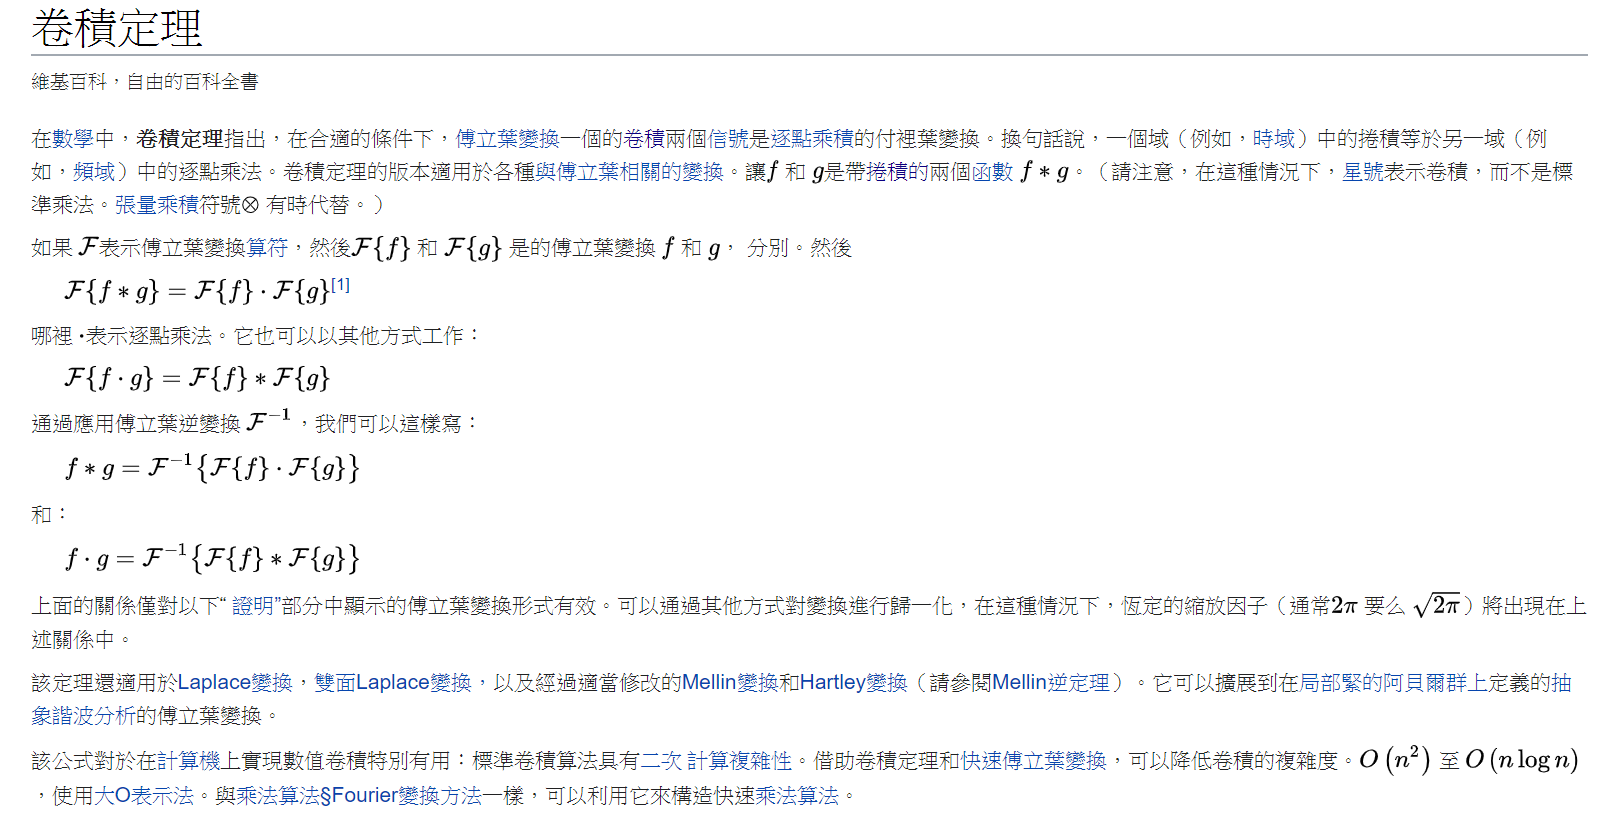 卷積定理
維基百科，自由的百科全書
在數學中，卷積定理指出，在合適的條件下，傅立葉變換一個的卷積兩個信號是逐點乘積的付裡葉變換。換句話說，一個域（例如，時域）中的捲積等於另一域（例
如，頻域）中的逐點乘法。卷積定理的版本適用於各種與傅立葉相關的變換。讓f 和 g是帶捲積的兩個函數 f * g。（請注意，在這種情況下，星號表示卷積，而不是標
準乘法。張量乘積符號⊗ 有時代替。）
如果 ℱ表示傅立葉變換算符，然後ℱ{f} 和 ℱ{g} 是的傅立葉變換 f 和 g， 分別。然後
ℱ{f * g} = ℱ{f} · ℱ{g}[1]
哪裡 ·表示逐點乘法。它也可以以其他方式工作：
ℱ{f · g} = ℱ{f} * ℱ{g}
通過應用傅立葉逆變換 ℱ⁻¹ ，我們可以這樣寫：
f * g = ℱ⁻¹{ℱ{f} · ℱ{g}}
和：
f · g = ℱ⁻¹{ℱ{f} * ℱ{g}}
上面的關係僅對以下“ 證明”部分中顯示的傅立葉變換形式有效。可以通過其他方式對變換進行歸一化，在這種情況下，恆定的縮放因子（通常2π 要么 √2π）將出現在上
述關係中。
該定理還適用於Laplace變換，雙面Laplace變換，以及經過適當修改的Mellin變換和Hartley變換（請參閱Mellin逆定理）。它可以擴展到在局部緊的阿貝爾群上定義的抽
象諧波分析的傅立葉變換。
該公式對於在計算機上實現數值卷積特別有用：標準卷積算法具有二次 計算複雜性。借助卷積定理和快速傅立葉變換，可以降低卷積的複雜度。O(n²) 至 O(n log n)
，使用大O表示法。與乘法算法§Fourier變換方法一樣，可以利用它來構造快速乘法算法。